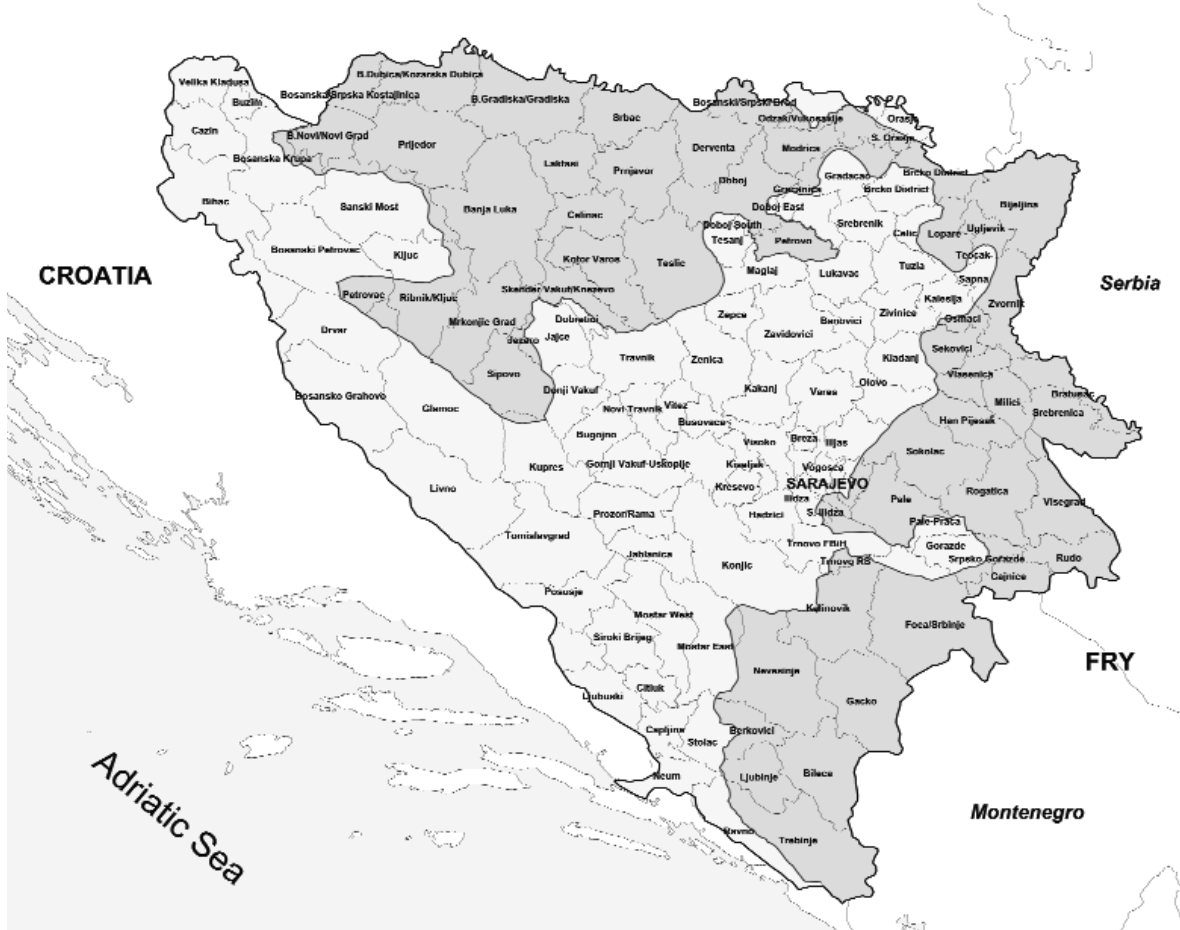 B.Dubica/Kozarska Dubica
Velika Kladusa
Bosanska/Srpska Kostajinica
B.Gradiska/Gradiska
Buzim
Bosanski/Srpski Brod
Srbac
Odzak/Vukosavlje
Orasje
Cazin
B.Novi/Novi Grad
Prijedor
S. Orasje
Derventa
Modrica
Bosanska Krupa
Laktasi
Prnjavor
Doboj
Gradacac
Brcko District
Gracanica
Brcko District
Bihac
Sanski Most
Banja Luka
Celinac
Doboj East
Bijeljina
Doboj South
Srebrenik
Celic
Lopare
Ugljevik
Tesanj
Petrovo
Bosanski Petrovac
Kljuc
Kotor Varos
Teslic
Teocak
CROATIA
Maglaj
Lukavac
Tuzla
Sapna
Serbia
Petrovac
Ribnik/Kljuc
Skender Vakuf/Knezevo
Kalesija
Zvornik
Drvar
Mrkonjic Grad
Dobretici
Zepce
Zavidovici
Banovici
Zivinice
Osmaci
Jezero
Jajce
Travnik
Zenica
Kladanj
Sekovici
Sipovo
Vlasenica
Donji Vakuf
Kakanj
Vares
Olovo
Bosansko Grahovo
Glamoc
Novi Travnik
Vitez
Busovaca
Milici
Bratunac
Srebrenica
Han Pijesak
Bugojno
Visoko
Breza
Ilijas
Sokolac
Kupres
Gornji Vakuf-Uskoplje
Kiseljak
Vogosca
SARAJEVO
Livno
Kresevo
Ilidza
Pale
Rogatica
Visegrad
Prozor/Rama
Hadzici
S. Ilidza
Pale-Praca
Tomislavgrad
Trnovo FBiH
Gorazde
Jablanica
Konjic
Trnovo RS
Srpsko Gorazde
Rudo
Cajnice
Posusje
Mostar West
Kalinovik
Foca/Srbinje
Siroki Brijeg
Mostar East
FRY
Nevesinje
Ljubuski
Citluk
Gacko
Capljina
Stolac
Berkovici
Neum
Ljubinje
Bileca
Adriatic Sea
Montenegro
Ravno
Trebinje